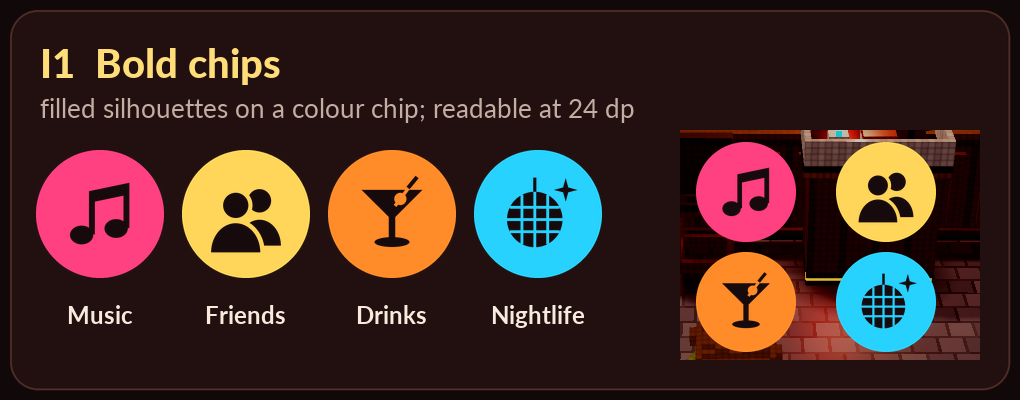 I1 Bold chips
filled silhouettes on a colour chip; readable at 24 dp
Music
Friends
Drinks
Nightlife